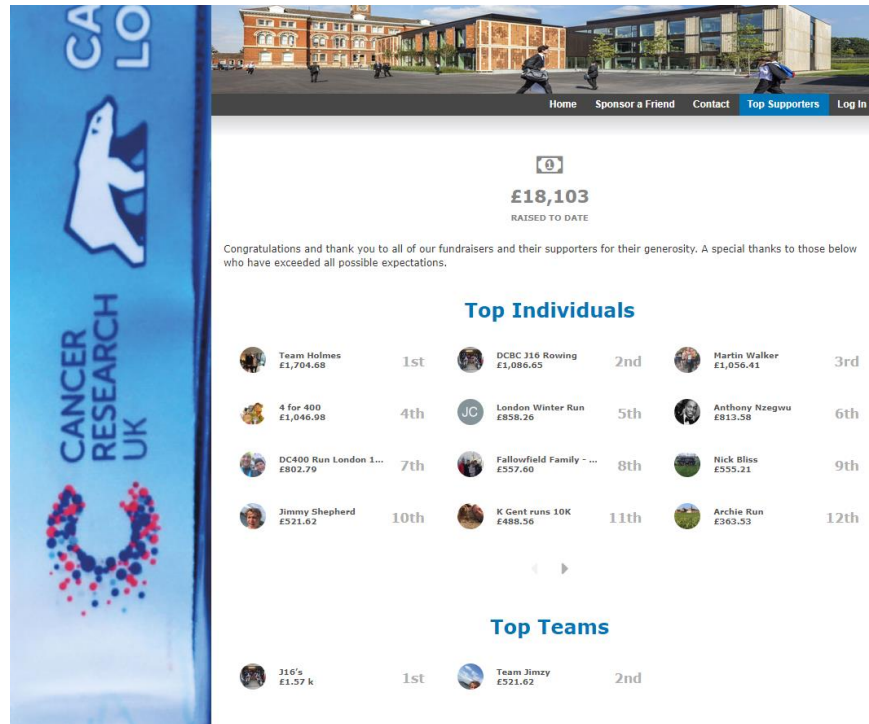 CA
LO
CANCER
RESEARCH
UK
Home Sponsor a Friend Contact Top Supporters Log In
1
£18,103
RAISED TO DATE
Congratulations and thank you to all of our fundraisers and their supporters for their generosity. A special thanks to those below
who have exceeded all possible expectations.
Top Individuals
Team Holmes
£1,704.68
1st
DCBC J16 Rowing
£1,086.65
2nd
Martin Walker
£1,056.41
3rd
4 for 400
£1,046.98
4th
JC
London Winter Run
£858.26
5th
Anthony Nzegwu
£813.58
6th
DC400 Run London 1...
£802.79
7th
Fallowfield Family - ...
£557.60
8th
Nick Bliss
£555.21
9th
Jimmy Shepherd
£521.62
10th
K Gent runs 10K
£488.56
11th
Archie Run
£363.53
12th
Top Teams
J16's
£1.57 k
1st
Team Jimzy
£521.62
2nd